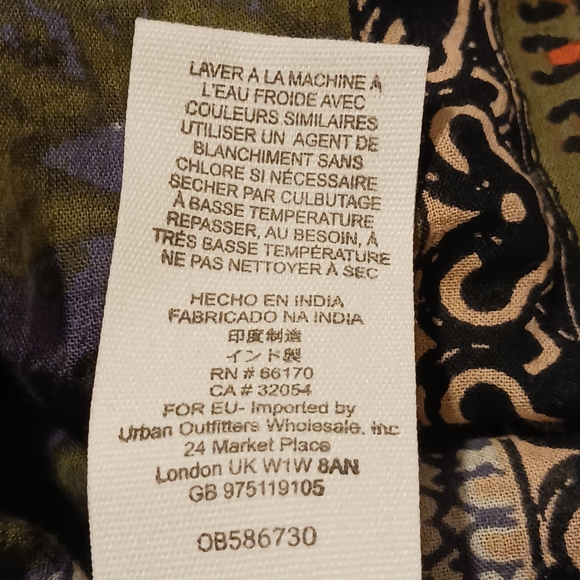 LAVER A LA MACHINE À
L'EAU FROIDE AVEC
COULEURS SIMILAIRES
UTILISER UN AGENT DE
BLANCHIMENT SANS
CHLORE SI NÉCESSAIRE
SECHER PAR CULBUTAGE
À BASSE TEMPERATURE
REPASSER, AU BESOIN, À
TRÈS BASSE TEMPÉRATURE
NE PAS NETTOYER À SEC
HECHO EN INDIA
FABRICADO NA INDIA
印度制造
インド製
RN # 66170
CA # 32054
FOR EU- Imported by
Urban Outfitters Wholesale, Inc
24 Market Place
London UK W1W 8AN
GB 975119105
OB586730